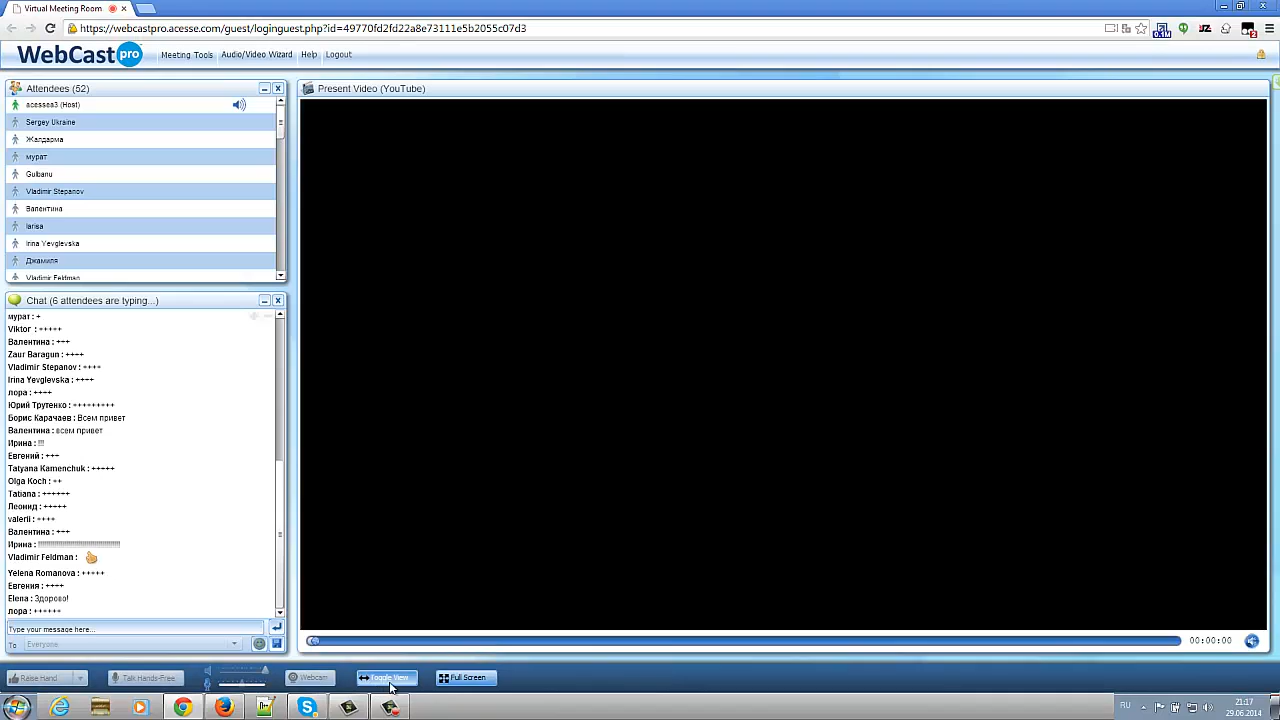 Virtual Meeting Room
https://webcastpro.acesse.com/guest/loginguest.php?id=49770fd2fd22a8e73111e5b2055c07d3
WebCast pro
Meeting Tools Audio/Video Wizard Help Logout
Attendees (52)
acessea3 (Host)
Sergey Ukraine
Жалдарма
мурат
Gulbanu
Vladimir Stepanov
Валентина
larisa
Irina Yevglevska
Джамиля
Vladimir Feldman
Chat (6 attendees are typing...)
мурат : +
Viktor : +++++
Валентина : +++
Zaur Baragun : ++++
Vladimir Stepanov : ++++
Irina Yevglevska : ++++
лора : ++++
Юрий Трутенко : +++++++++
Борис Карачаев : Всем привет
Валентина : всем привет
Ирина : !!!
Евгений : +++
Tatyana Kamenchuk : +++++
Olga Koch : ++
Tatiana : ++++++
Леонид : +++++
valerii : ++++
Валентина : +++
Ирина :
Vladimir Feldman :
Yelena Romanova : +++++
Евгения : ++++
Elena : Здорово!
лора : ++++++
Type your message here...
To Everyone
Present Video (YouTube)
00:00:00
Raise Hand Talk Hands-Free Webcam Toggle View Full Screen
RU 21:17
29.06.2014